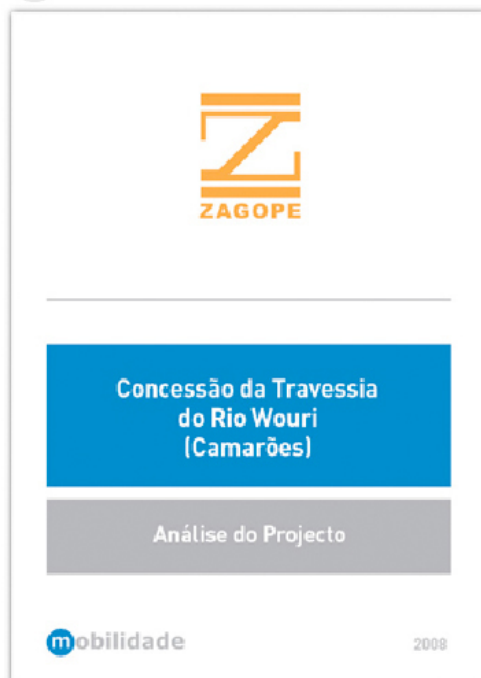 ZAGOPE
Concessão da Travessia
do Rio Wouri
(Camarões)
Análise do Projecto
mobilidade
2008